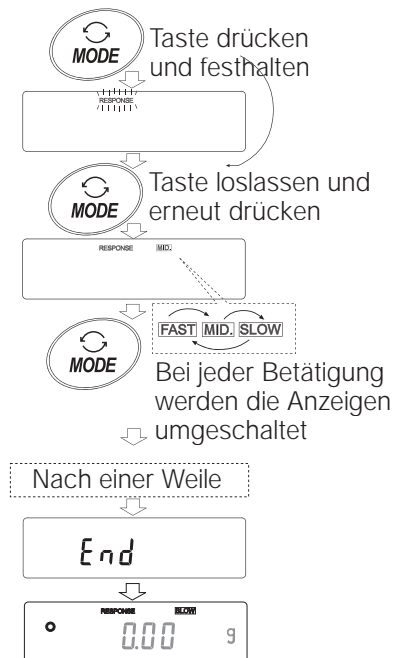 MODE
Taste drücken
und festhalten
RESPONSE
MODE
Taste loslassen und
erneut drücken
RESPONSE MID.
FAST MID. SLOW
MODE
Bei jeder Betätigung
werden die Anzeigen
umgeschaltet
Nach einer Weile
End
RESPONSE SLOW
0.00 g